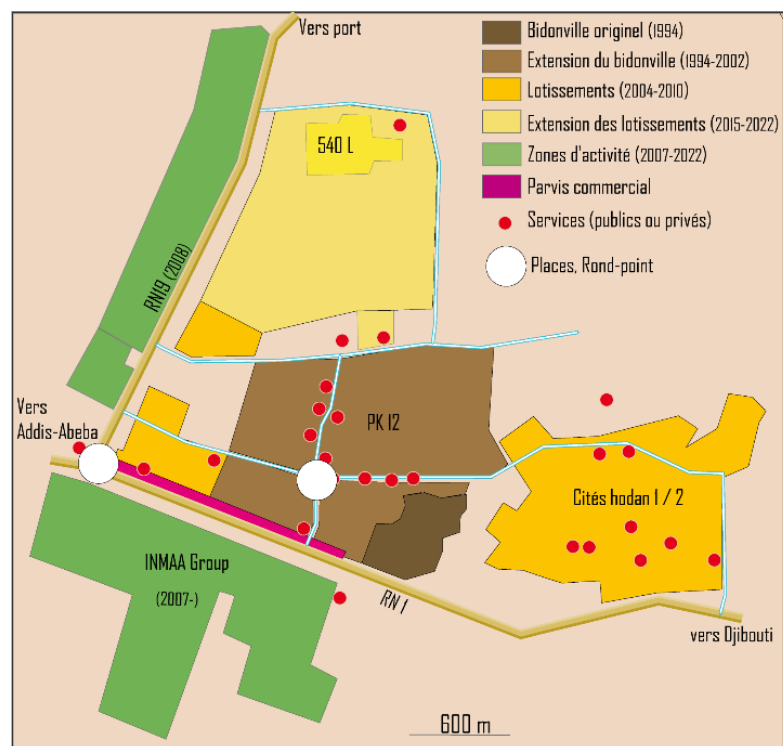 Vers port
Bidonville originel (1994)
Extension du bidonville (1994-2002)
Lotissements (2004-2010)
Extension des lotissements (2015-2022)
Zones d'activité (2007-2022)
Parvis commercial
Services (publics ou privés)
Places, Rond-point
540 L
RN19 (2008)
Vers
Addis-Abeba
PK 12
Cités hodan 1 / 2
INMAA Group
(2007-)
RN 1
vers Djibouti
600 m